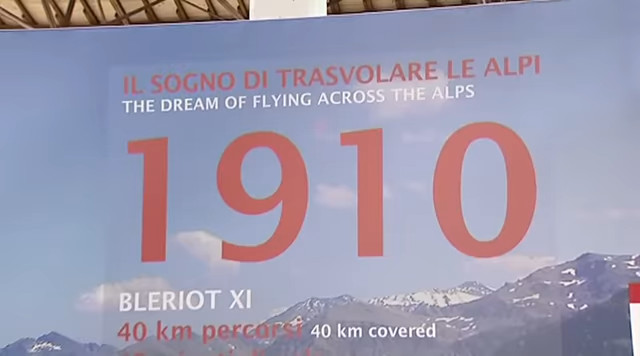 IL SOGNO DI TRASVOLARE LE ALPI
THE DREAM OF FLYING ACROSS THE ALPS
1910
BLERIOT XI
40 km percorsi 40 km covered